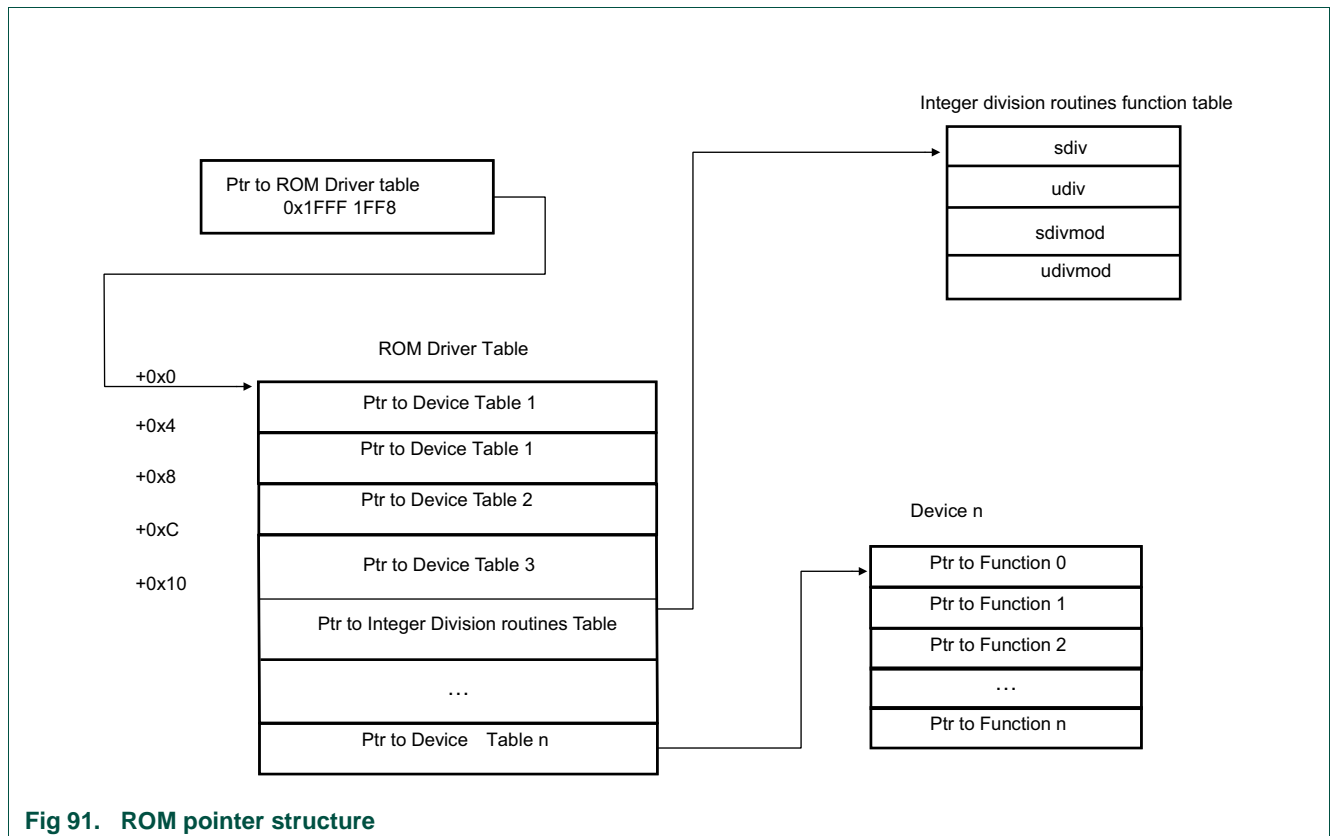 Integer division routines function table
sdiv
udiv
sdivmod
udivmod
Ptr to ROM Driver table
0x1FFF 1FF8
ROM Driver Table
+0x0
+0x4
+0x8
+0xC
+0x10
Ptr to Device Table 1
Ptr to Device Table 1
Ptr to Device Table 2
Ptr to Device Table 3
Ptr to Integer Division routines Table
…
Ptr to Device Table n
Device n
Ptr to Function 0
Ptr to Function 1
Ptr to Function 2
…
Ptr to Function n
Fig 91. ROM pointer structure